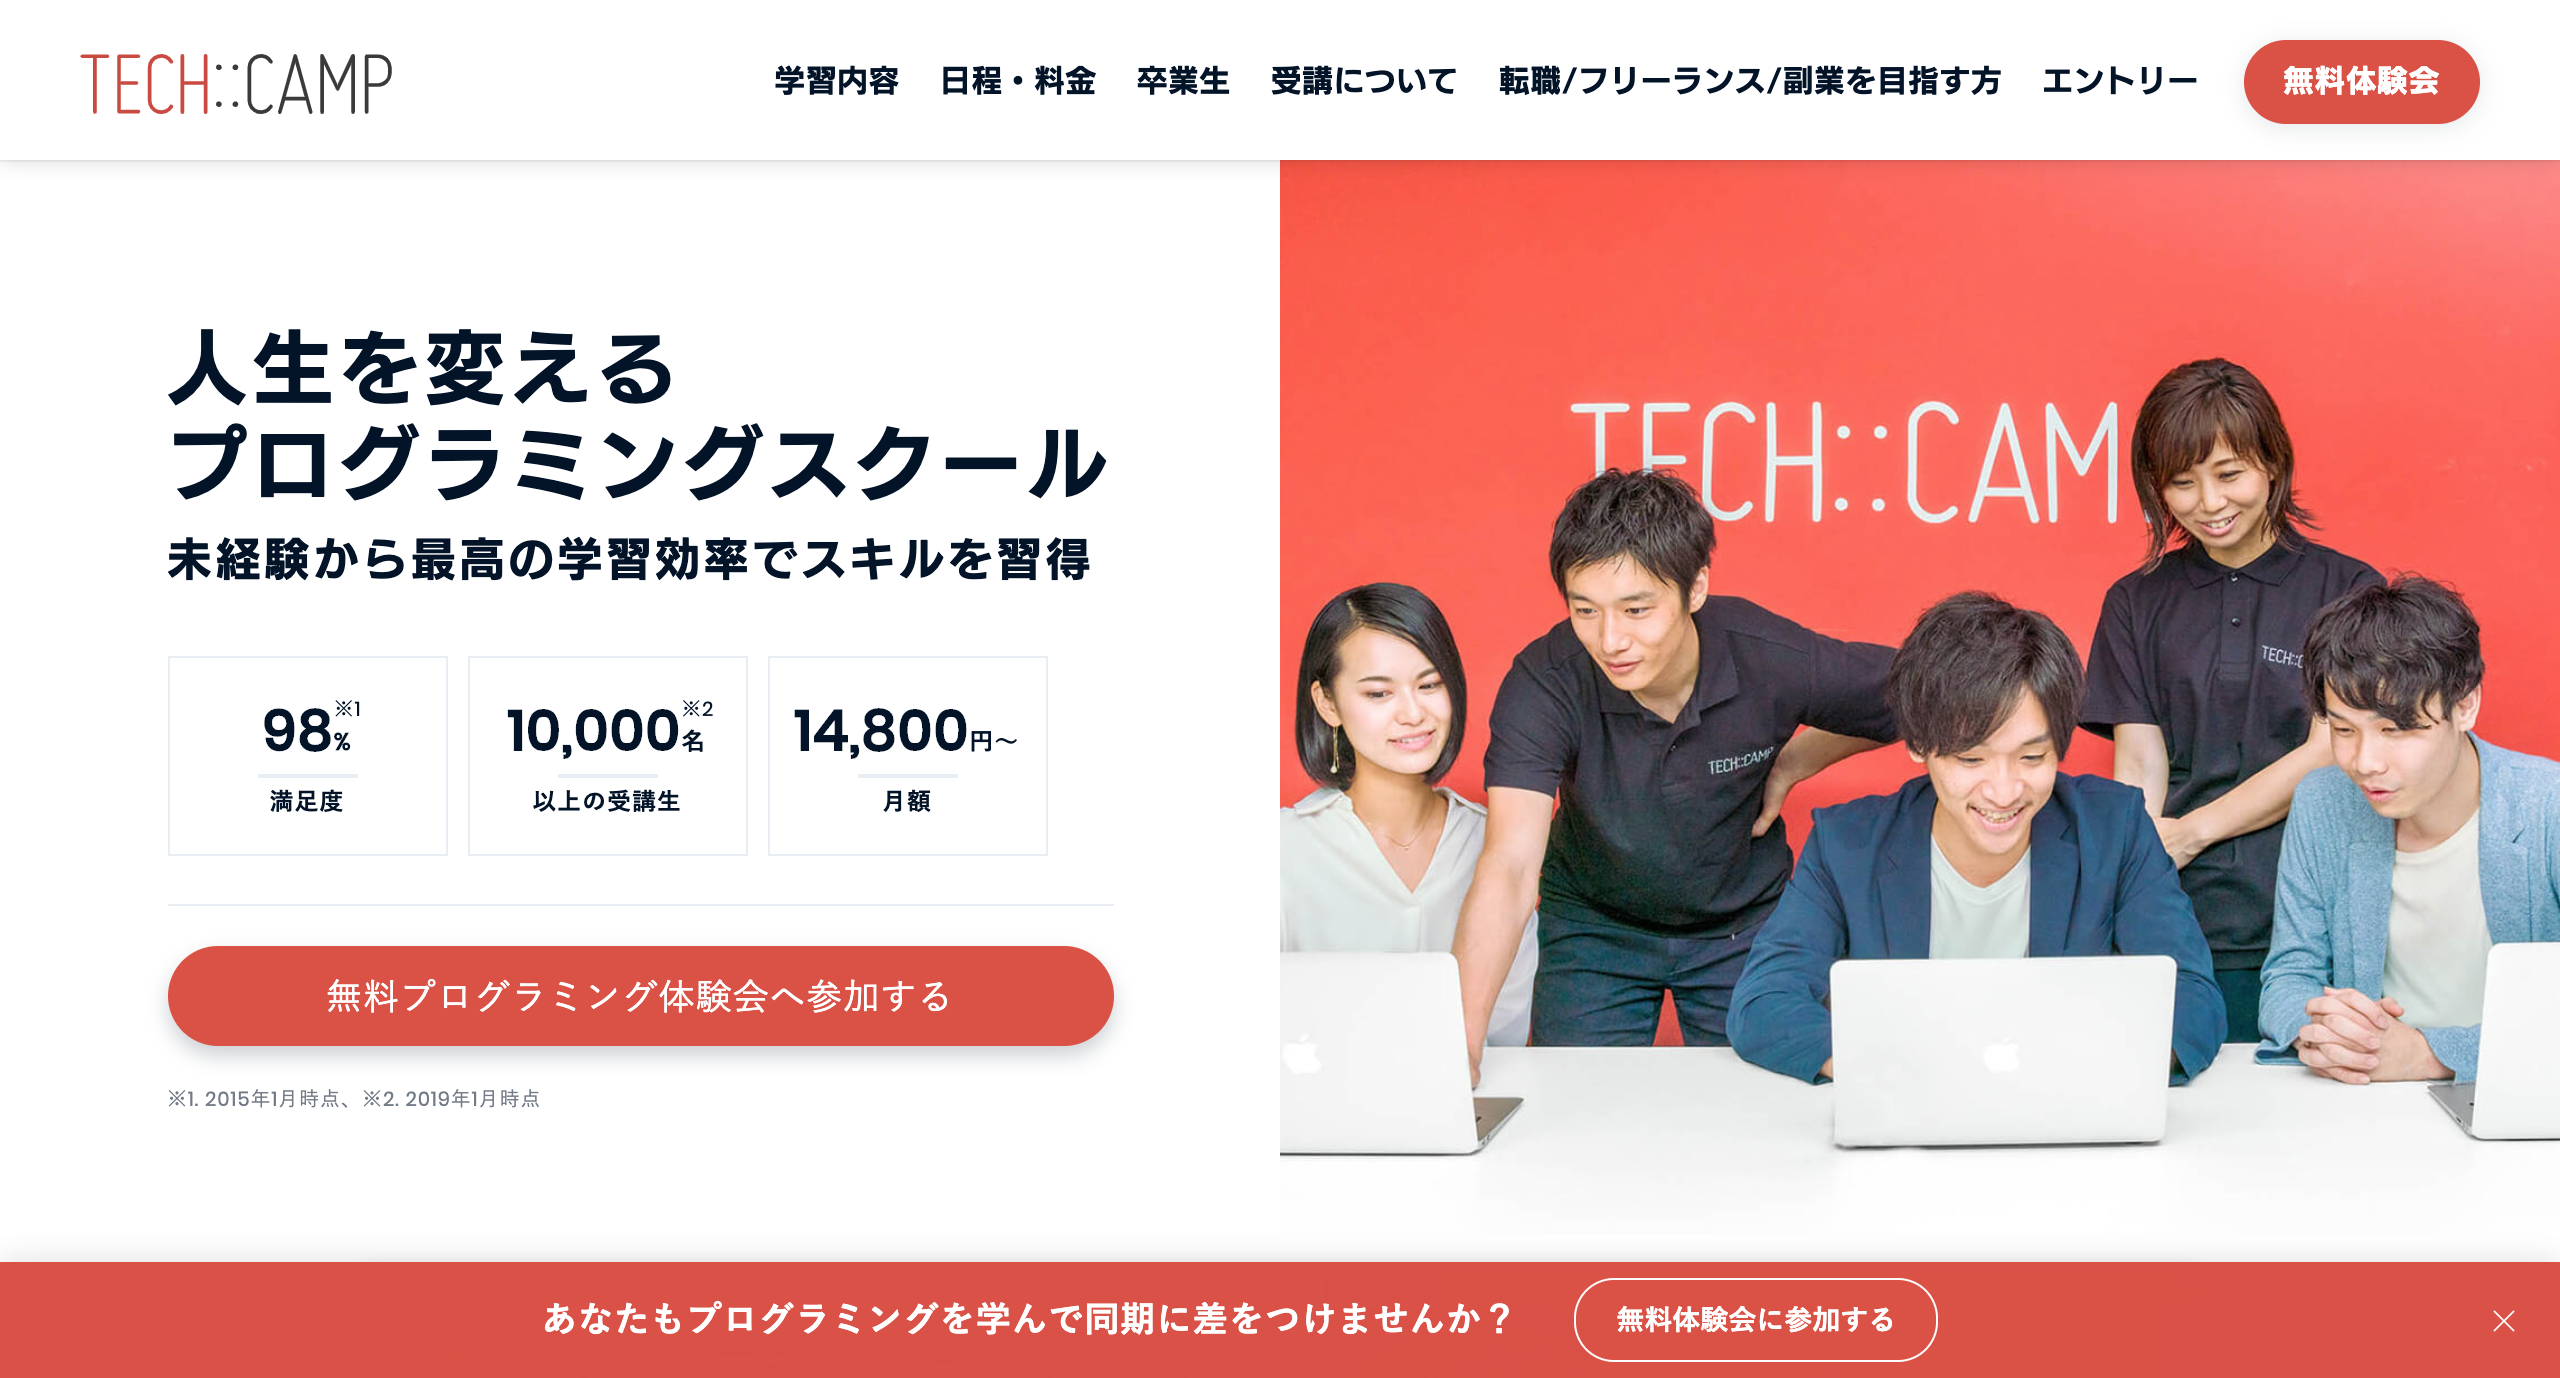 TECH::CAMP
学習内容 日程・料金 卒業生 受講について 転職/フリーランス/副業を目指す方 エントリー 無料体験会
人生を変える
プログラミングスクール
未経験から最高の学習効率でスキルを習得
98% ※1
満足度
10,000名 ※2
以上の受講生
14,800円〜
月額
無料プログラミング体験会へ参加する
※1. 2015年1月時点、※2. 2019年1月時点
TECH::CAM
TECH::CAMP
TECH::C
あなたもプログラミングを学んで同期に差をつけませんか？
無料体験会に参加する